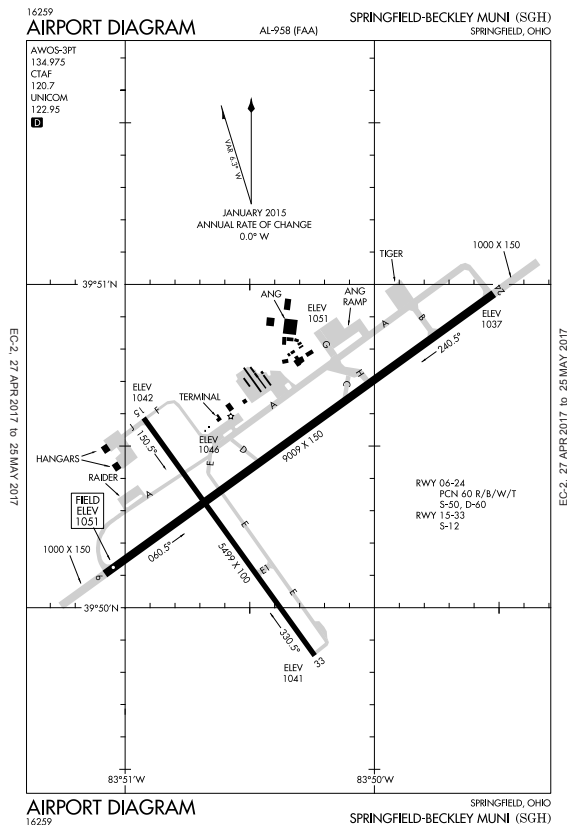 16259
AIRPORT DIAGRAM
AL-958 (FAA)
SPRINGFIELD-BECKLEY MUNI (SGH)
SPRINGFIELD, OHIO
AWOS-3PT
134.975
CTAF
120.7
UNICOM
122.95
D
VAR 6.3° W
JANUARY 2015
ANNUAL RATE OF CHANGE
0.0° W
39°51'N
TIGER
1000 X 150
ANG
ELEV
1051
ANG
RAMP
24
ELEV
1037
A
B
G
240.5°
H
C
ELEV
1042
15
F
TERMINAL
A
150.5°
ELEV
1046
HANGARS
E
D
9009 X 150
RAIDER
A
FIELD
ELEV
1051
RWY 06-24
PCN 60 R/B/W/T
S-50, D-60
RWY 15-33
S-12
E
1000 X 150
060.5°
5499 X 100
E1
E
6
39°50'N
330.5°
33
ELEV
1041
83°51'W
83°50'W
EC-2, 27 APR 2017 to 25 MAY 2017
EC-2, 27 APR 2017 to 25 MAY 2017
AIRPORT DIAGRAM
16259
SPRINGFIELD, OHIO
SPRINGFIELD-BECKLEY MUNI (SGH)